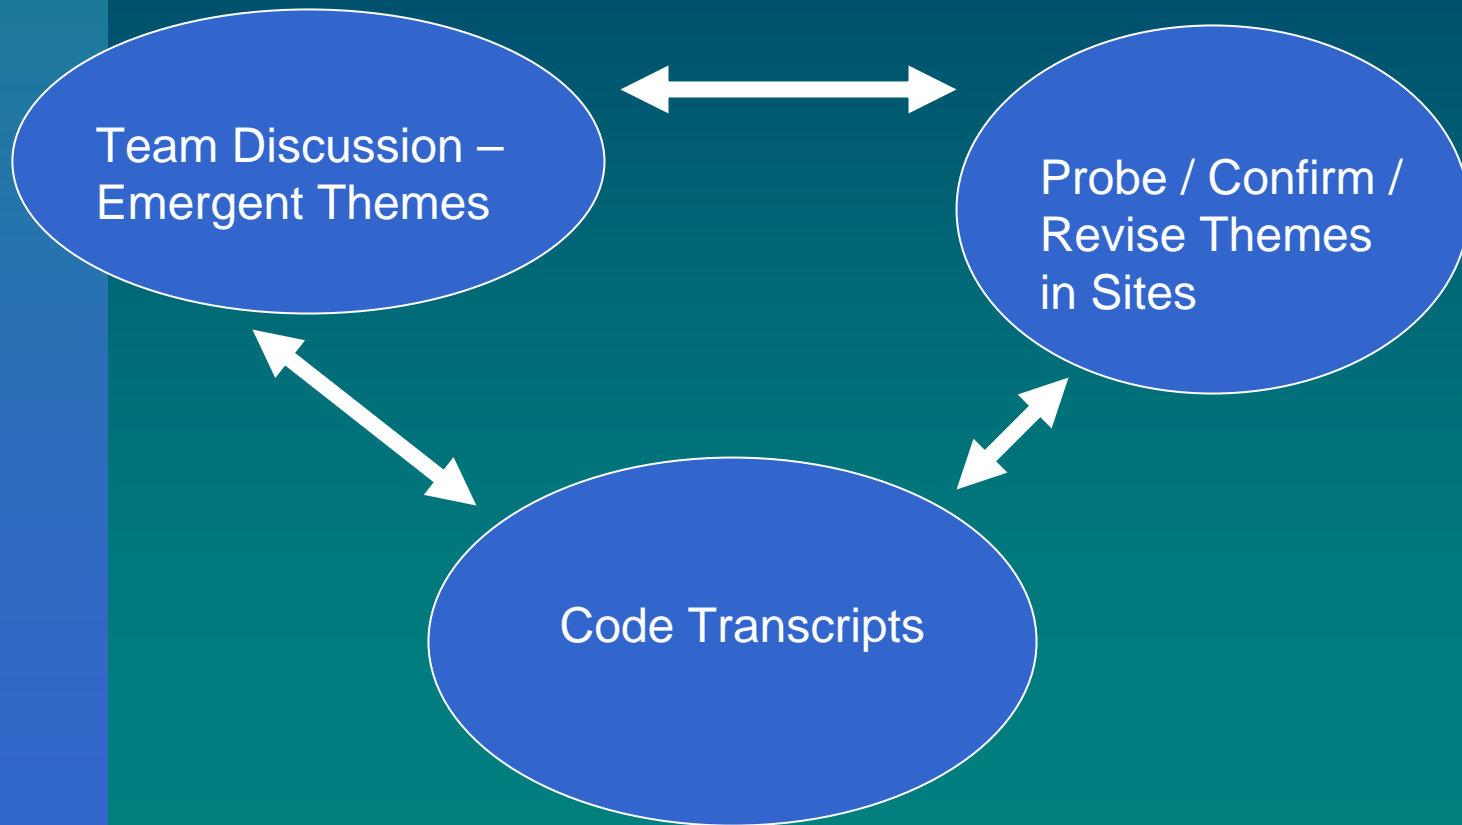 Team Discussion –
Emergent Themes
Probe / Confirm /
Revise Themes
in Sites
Code Transcripts